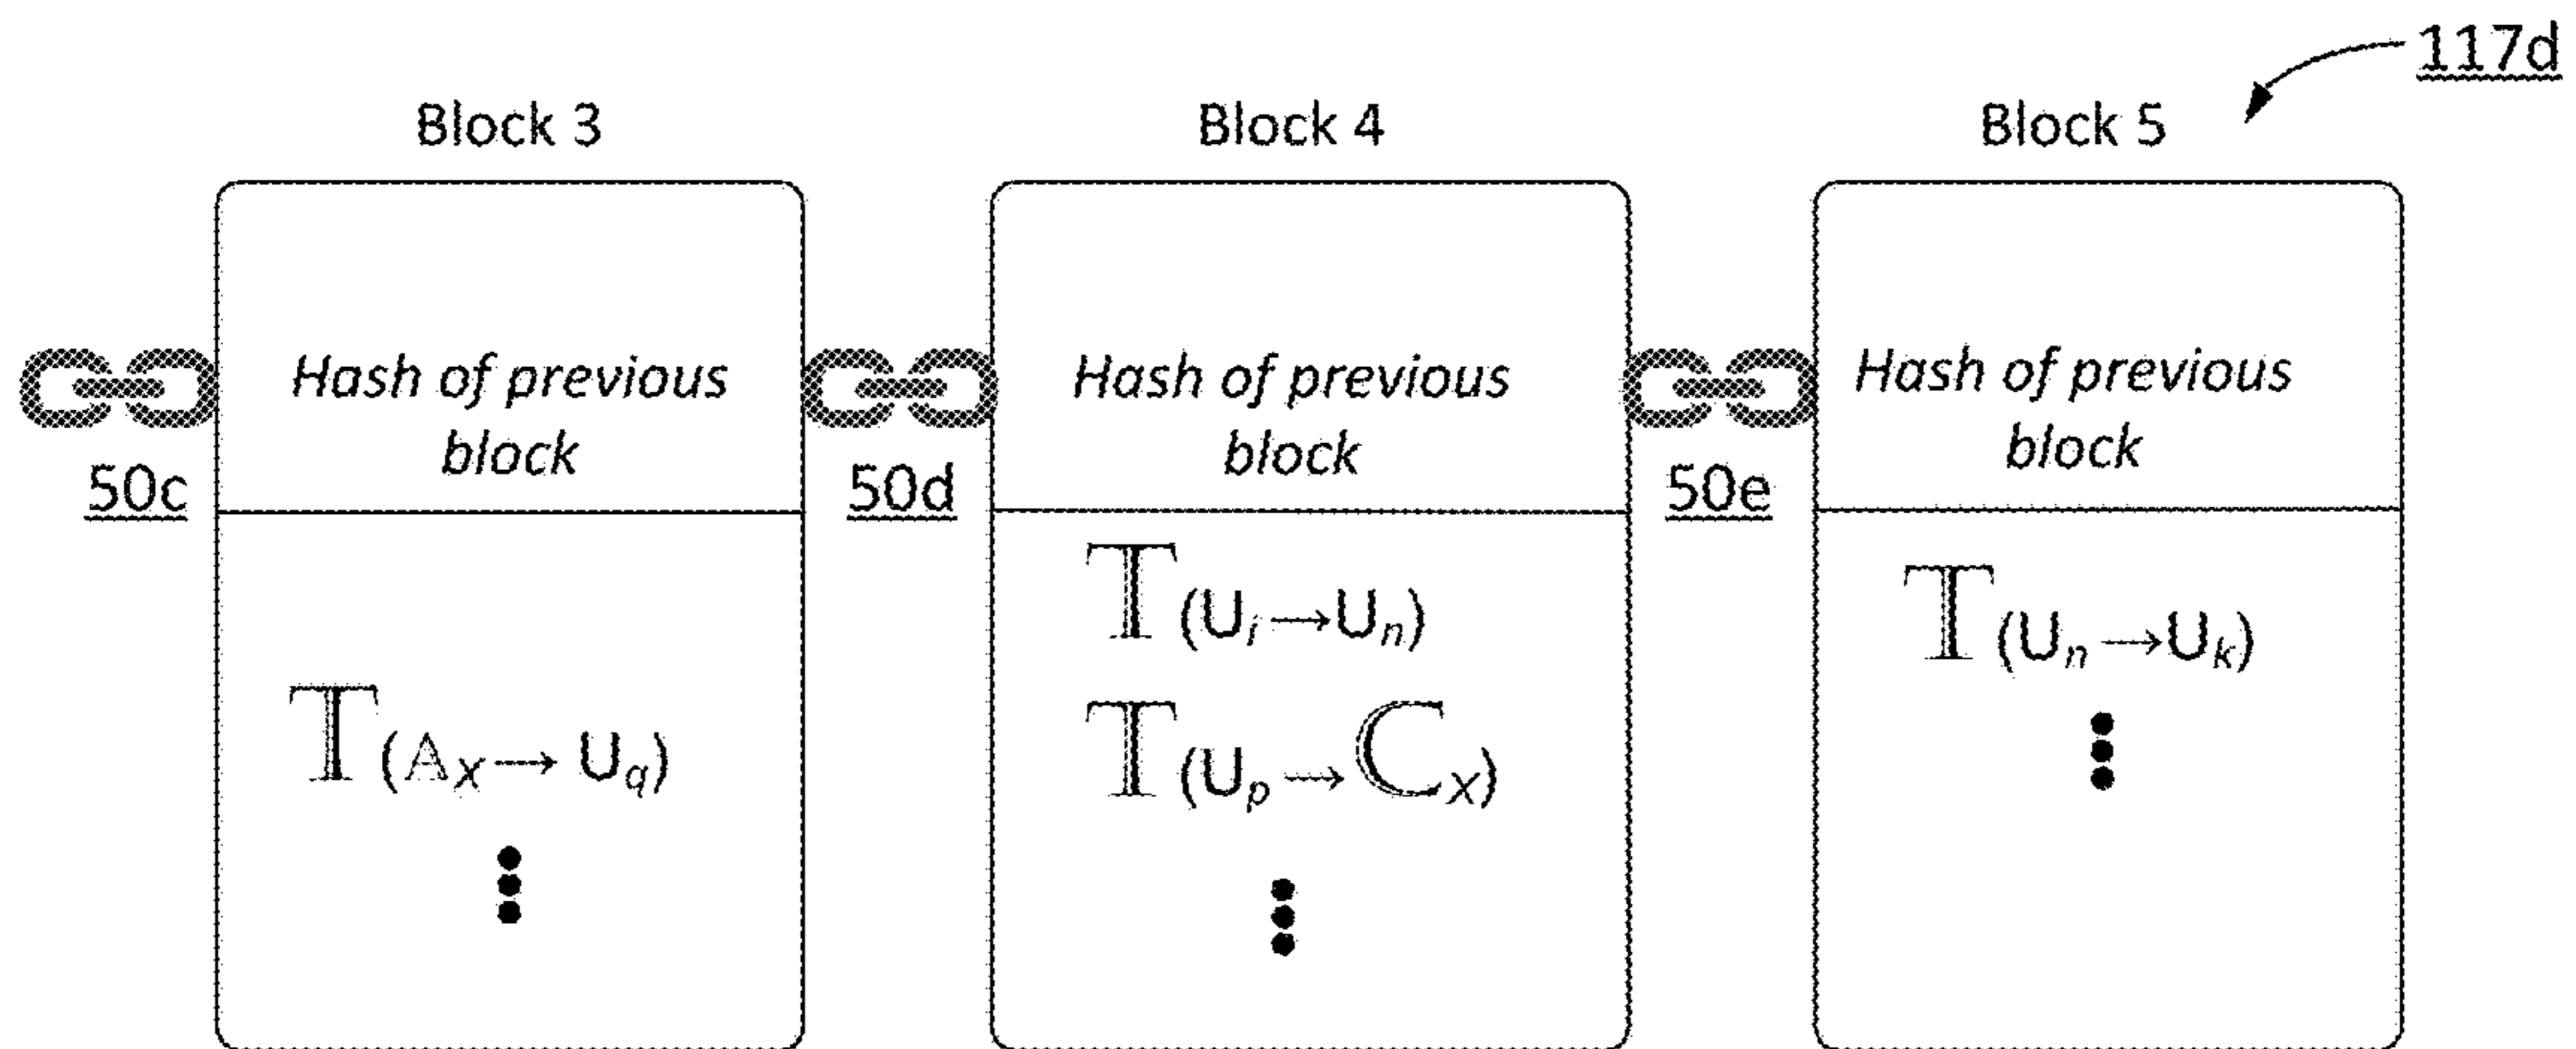 117d
Block 3
Block 4
Block 5
Hash of previous
block
Hash of previous
block
Hash of previous
block
50c
50d
50e
𝕋(𝔸X→ Uq)
𝕋(Ui→Un)
𝕋(Up→ℂX)
𝕋(Un→Uk)